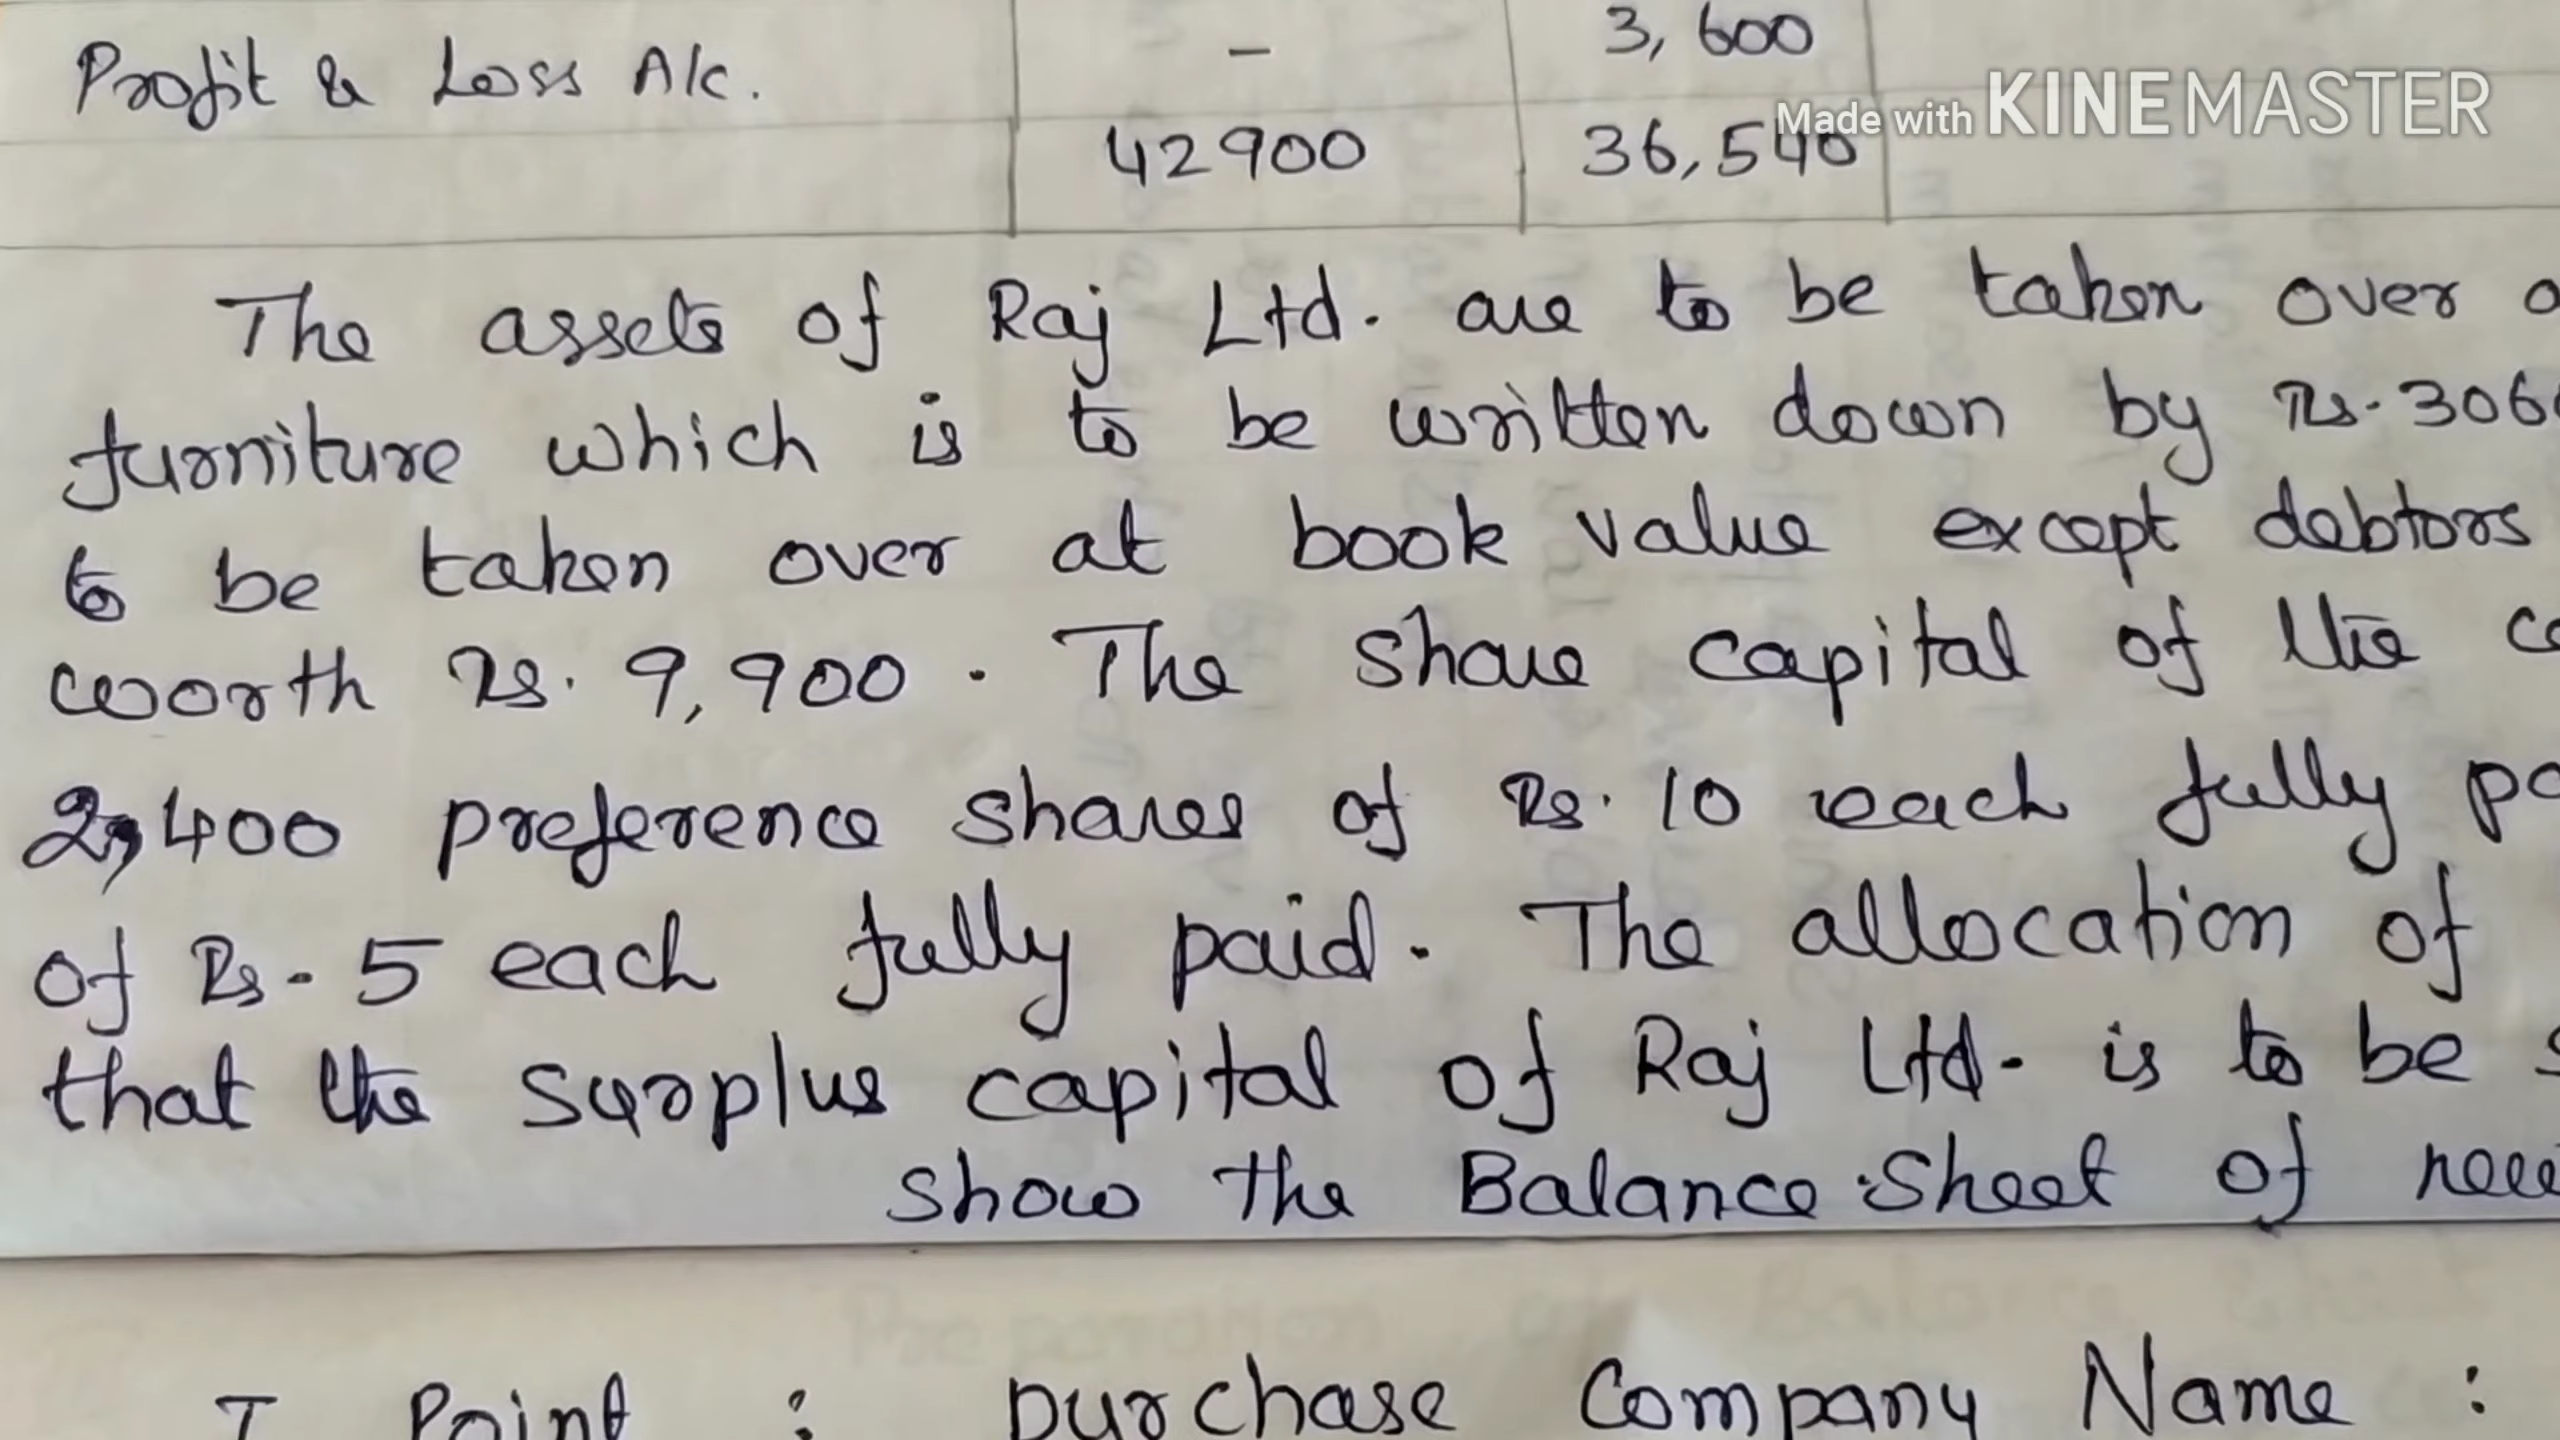 3,600
Profit & Loss A/c. –
Made with KINEMASTER
42900 36,540
The assets of Raj Ltd. are to be taken over
furniture which is to be written down by Rs. 306
to be taken over at book value except debtors
worth Rs. 9,900. The share capital of the
2,400 preference shares of Rs. 10 each fully
of Rs. 5 each fully paid. The allocation of
that the surplus capital of Raj Ltd. is to be
show the Balance Sheet of
I Point : Purchase Company Name :